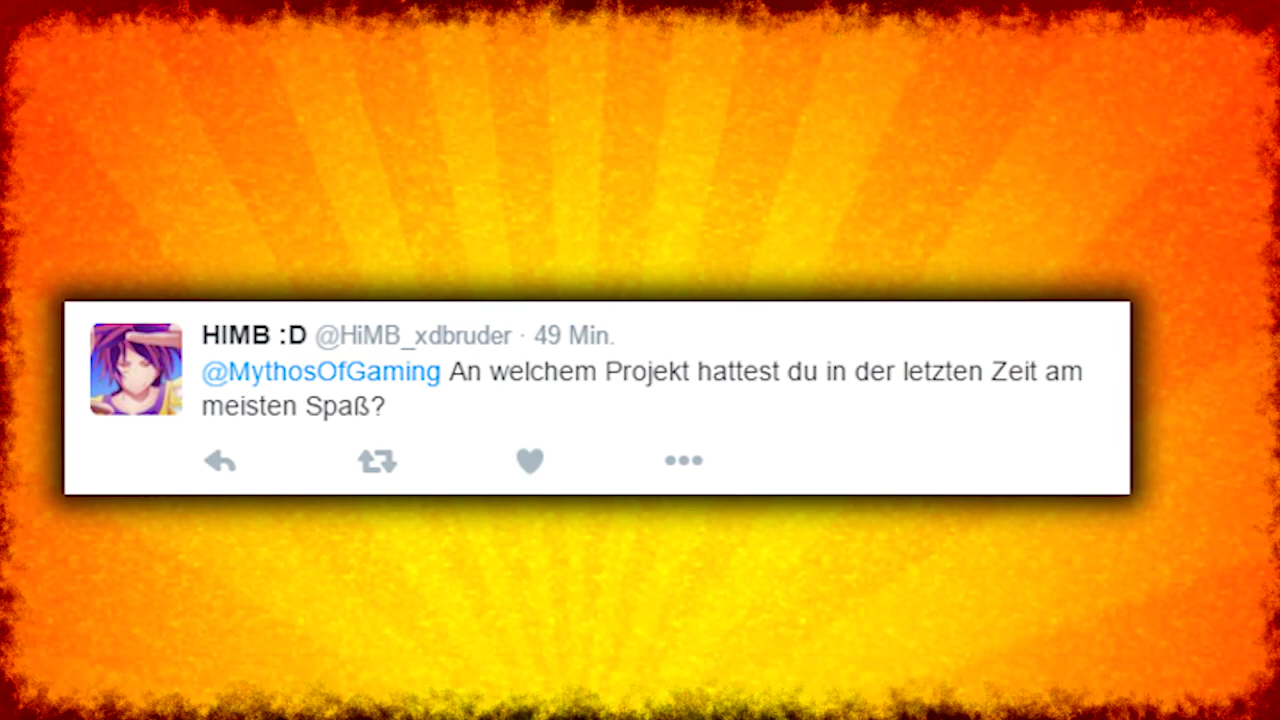 HIMB :D @HiMB_xdbruder · 49 Min.
@MythosOfGaming An welchem Projekt hattest du in der letzten Zeit am
meisten Spaß?